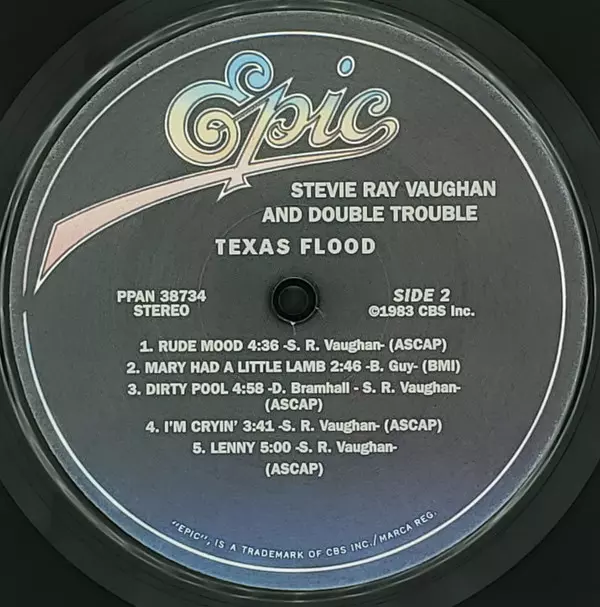 Epic
STEVIE RAY VAUGHAN
AND DOUBLE TROUBLE
TEXAS FLOOD
PPAN 38734
STEREO
SIDE 2
©1983 CBS Inc.
1. RUDE MOOD 4:36 -S. R. Vaughan- (ASCAP)
2. MARY HAD A LITTLE LAMB 2:46 -B. Guy- (BMI)
3. DIRTY POOL 4:58 -D. Bramhall - S. R. Vaughan-
(ASCAP)
4. I'M CRYIN' 3:41 -S. R. Vaughan- (ASCAP)
5. LENNY 5:00 -S. R. Vaughan-
(ASCAP)
"EPIC", IS A TRADEMARK OF CBS INC./MARCA REG.